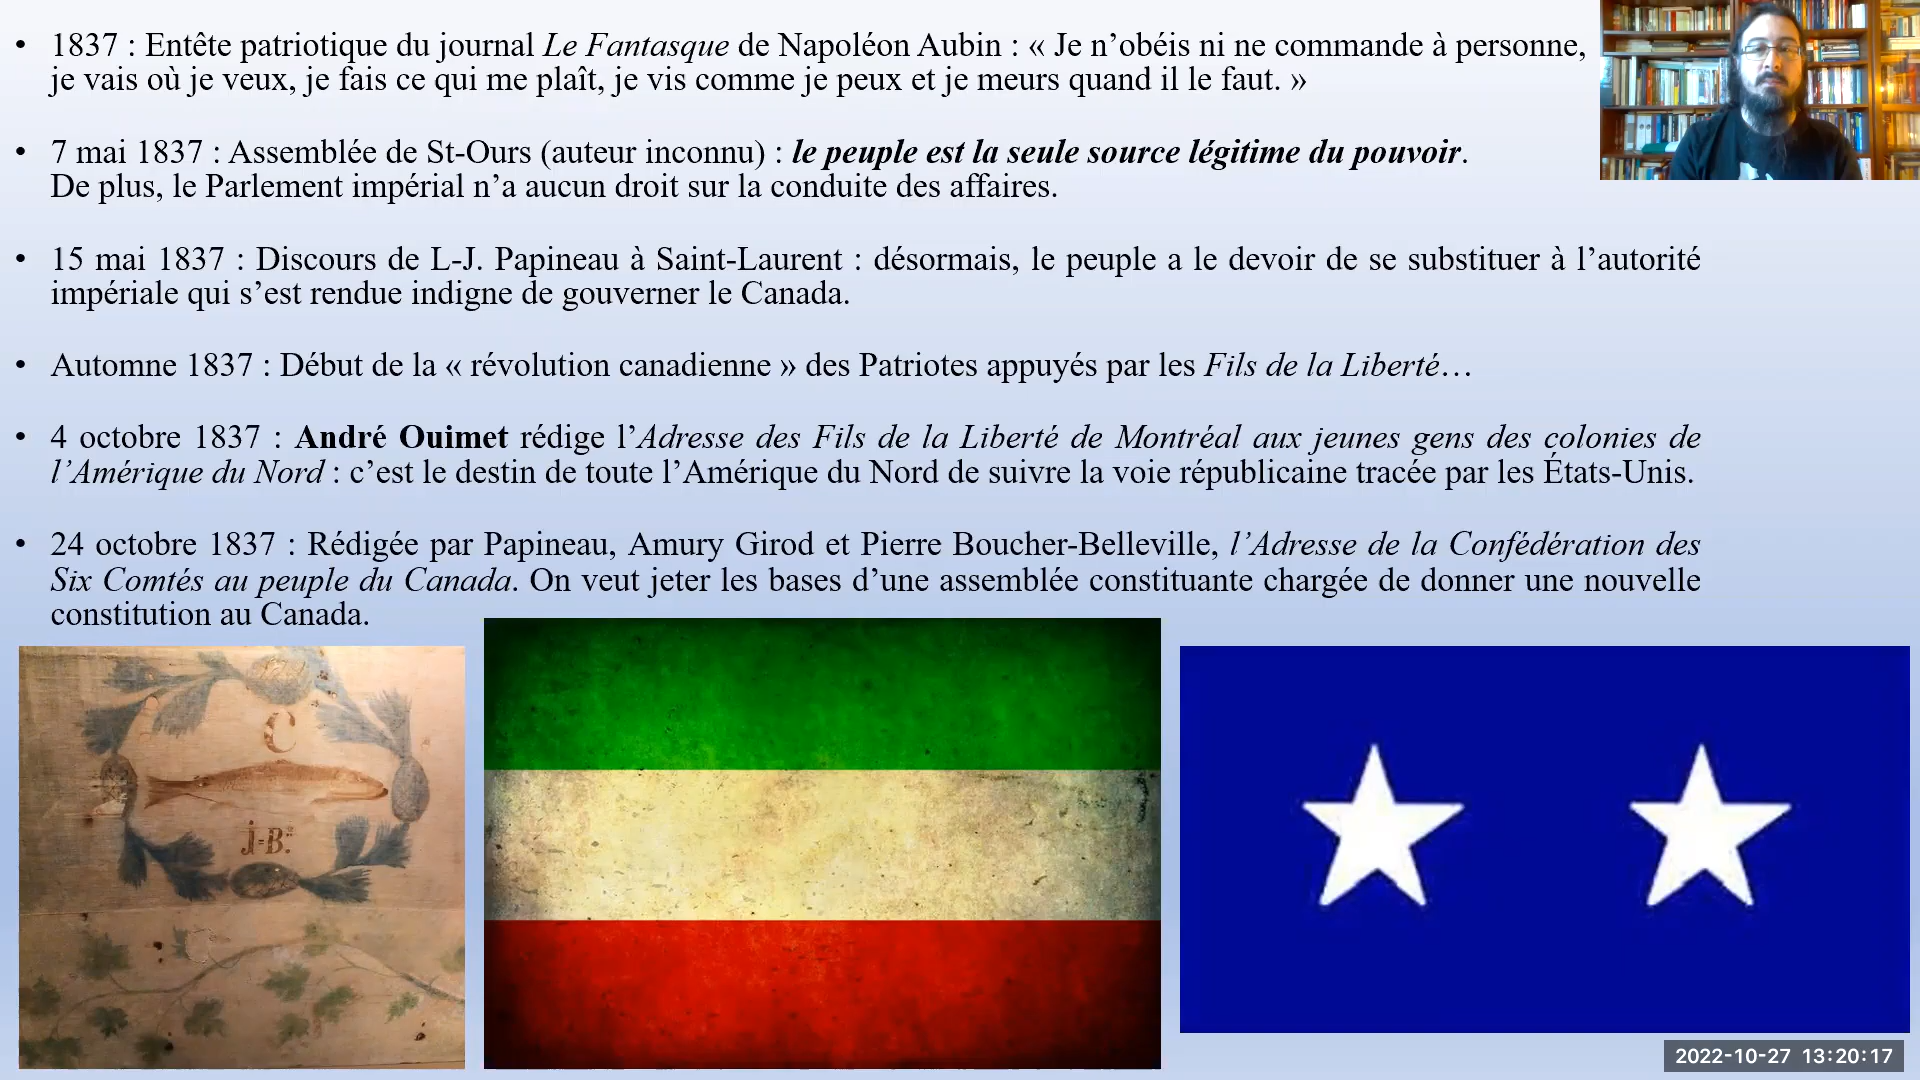 • 1837 : Entête patriotique du journal Le Fantasque de Napoléon Aubin : « Je n’obéis ni ne commande à personne,
je vais où je veux, je fais ce qui me plaît, je vis comme je peux et je meurs quand il le faut. »
• 7 mai 1837 : Assemblée de St-Ours (auteur inconnu) : le peuple est la seule source légitime du pouvoir.
De plus, le Parlement impérial n’a aucun droit sur la conduite des affaires.
• 15 mai 1837 : Discours de L-J. Papineau à Saint-Laurent : désormais, le peuple a le devoir de se substituer à l’autorité
impériale qui s’est rendue indigne de gouverner le Canada.
• Automne 1837 : Début de la « révolution canadienne » des Patriotes appuyés par les Fils de la Liberté…
• 4 octobre 1837 : André Ouimet rédige l’Adresse des Fils de la Liberté de Montréal aux jeunes gens des colonies de
l’Amérique du Nord : c’est le destin de toute l’Amérique du Nord de suivre la voie républicaine tracée par les États-Unis.
• 24 octobre 1837 : Rédigée par Papineau, Amury Girod et Pierre Boucher-Belleville, l’Adresse de la Confédération des
Six Comtés au peuple du Canada. On veut jeter les bases d’une assemblée constituante chargée de donner une nouvelle
constitution au Canada.
C
j=B.
2022-10-27 13:20:17